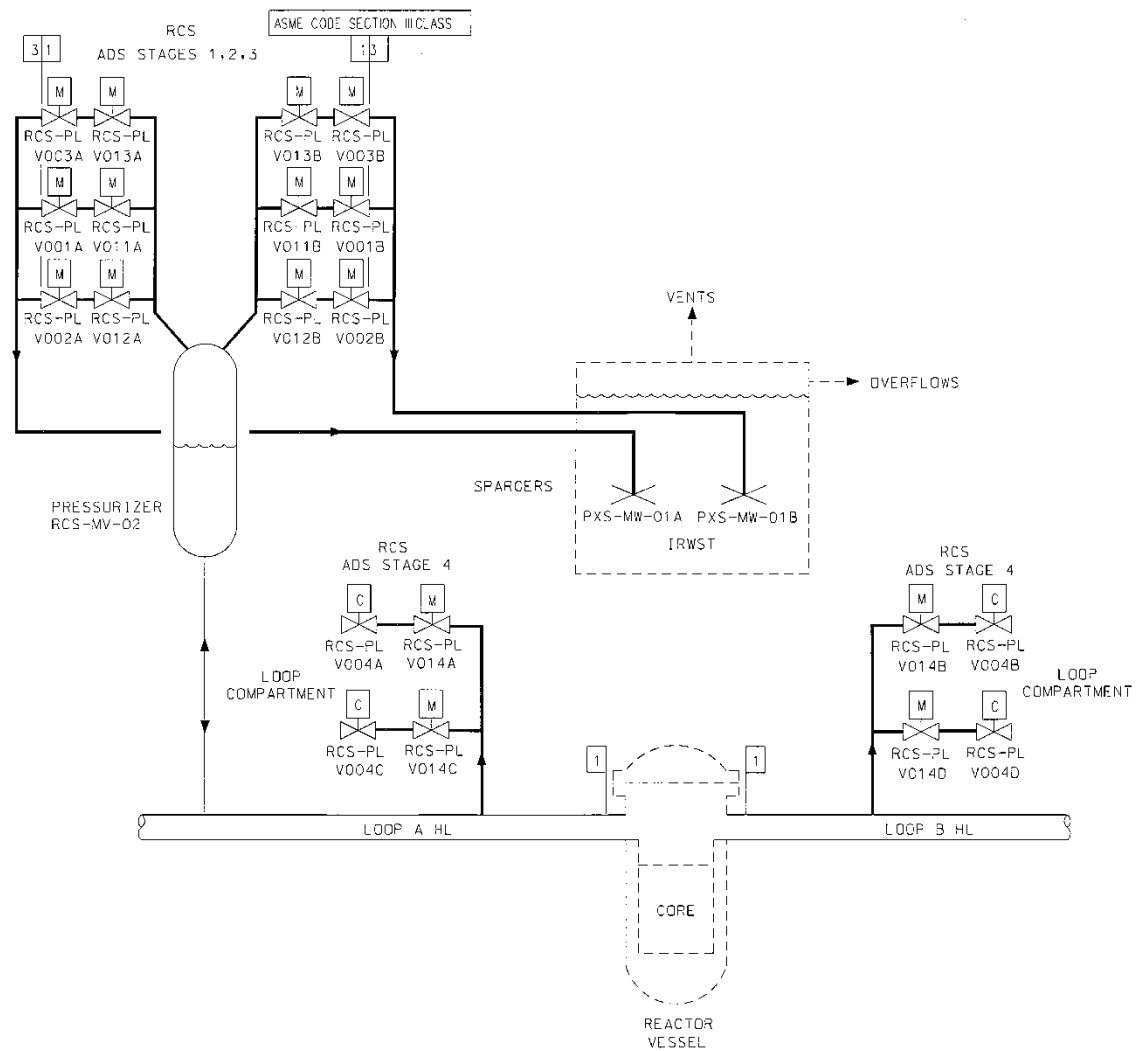 ASME CODE SECTION III CLASS
RCS
ADS STAGES 1,2,3
3 1
1 3
M M M M
RCS-PL RCS-PL RCS-PL RCS-PL
V003A V013A V013B V003B
M M M M
RCS-PL RCS-PL RCS-PL RCS-PL
V001A V011A V011B V001B
M M M M
RCS-PL RCS-PL RCS-PL RCS-PL
V002A V012A V012B V002B
VENTS
OVERFLOWS
SPARGERS
PXS-MW-01A PXS-MW-01B
IRWST
PRESSURIZER
RCS-MV-02
RCS
ADS STAGE 4
C M
RCS-PL RCS-PL
V004A V014A
LOOP
COMPARTMENT
C M
RCS-PL RCS-PL
V004C V014C
RCS
ADS STAGE 4
M C
RCS-PL RCS-PL
V014B V004B
LOOP
COMPARTMENT
M C
RCS-PL RCS-PL
V014D V004D
1 1
LOOP A HL
LOOP B HL
CORE
REACTOR
VESSEL